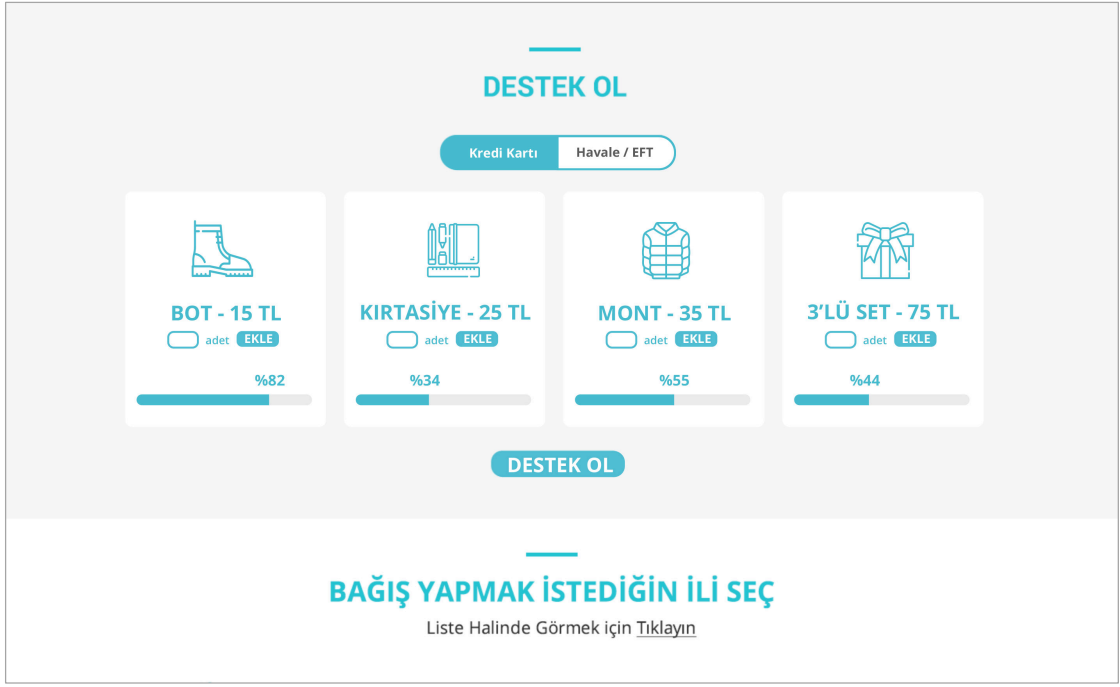 DESTEK OL
Kredi Kartı Havale / EFT
BOT - 15 TL
adet EKLE
%82
KIRTASİYE - 25 TL
adet EKLE
%34
MONT - 35 TL
adet EKLE
%55
3’LÜ SET - 75 TL
adet EKLE
%44
DESTEK OL
BAĞIŞ YAPMAK İSTEDİĞİN İLİ SEÇ
Liste Halinde Görmek için Tıklayın